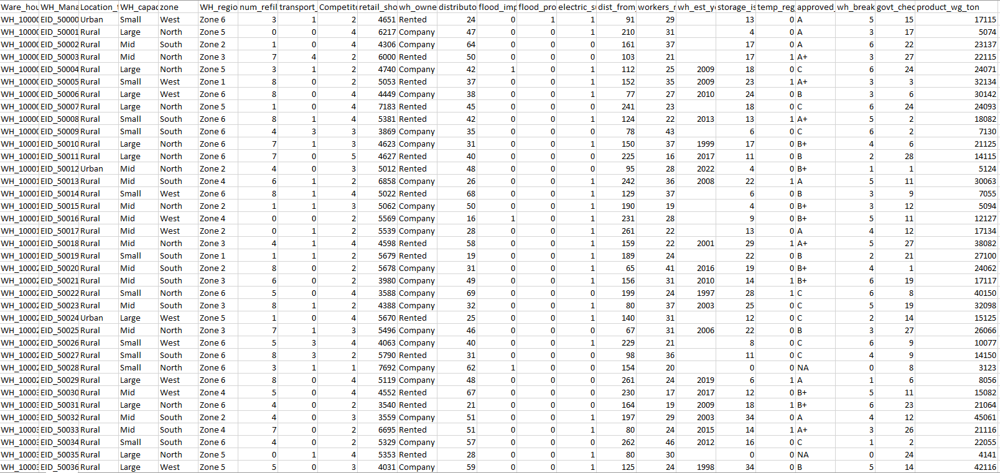 Ware_hou WH_Mana Location_t WH_capac zone WH_regio num_refil transport_ Competito retail_sho wh_owne distributo flood_imp flood_pro electric_su dist_from_ workers_r wh_est_ye storage_is temp_reg_ approved_ wh_break govt_chec product_wg_ton
WH_1000( EID_50000 Urban Small West Zone 6 3 1 2 4651 Rented 24 0 1 1 91 29 13 0 A 5 15 17115
WH_1000( EID_50001 Rural Large North Zone 5 0 0 4 6217 Company 47 0 0 1 210 31 4 0 A 3 17 5074
WH_1000( EID_50002 Rural Mid South Zone 2 1 0 4 4306 Company 64 0 0 0 161 37 17 0 A 6 22 23137
WH_1000( EID_50003 Rural Mid North Zone 3 7 4 2 6000 Rented 50 0 0 0 103 21 17 1 A+ 3 27 22115
WH_1000( EID_50004 Rural Large North Zone 5 3 1 2 4740 Company 42 1 0 1 112 25 2009 18 0 C 6 24 24071
WH_1000( EID_50005 Rural Small West Zone 1 8 0 2 5053 Rented 37 0 0 1 152 35 2009 23 1 A+ 3 3 32134
WH_1000( EID_50006 Rural Large West Zone 6 8 0 4 4449 Company 38 0 0 1 77 27 2010 24 0 B 3 6 30142
WH_1000( EID_50007 Rural Large North Zone 5 1 0 4 7183 Rented 45 0 0 0 241 23 18 0 C 6 24 24093
WH_1000( EID_50008 Rural Small South Zone 6 8 1 4 5381 Rented 42 0 0 1 124 22 2013 13 1 A+ 5 2 18082
WH_1000( EID_50009 Rural Small South Zone 6 4 3 3 3869 Company 35 0 0 0 78 43 6 0 C 6 2 7130
WH_1001 EID_50010 Rural Large North Zone 6 7 1 3 4623 Company 31 0 0 1 150 37 1999 17 0 B+ 4 6 21125
WH_1001 EID_50011 Rural Large North Zone 6 7 0 5 4627 Rented 40 0 0 0 225 16 2017 11 0 B 2 28 14115
WH_1001 EID_50012 Urban Mid North Zone 2 4 0 3 5012 Rented 48 0 0 0 95 28 2022 4 0 B+ 1 1 5124
WH_1001 EID_50013 Rural Mid South Zone 4 6 1 2 6858 Company 26 0 0 1 242 36 2008 22 1 A 5 11 30063
WH_1001 EID_50014 Rural Small West Zone 6 8 1 4 5022 Rented 68 0 0 1 129 37 6 0 B 3 9 7055
WH_1001 EID_50015 Rural Mid North Zone 2 1 1 3 5062 Company 50 0 0 1 190 19 4 0 B+ 3 12 5094
WH_1001 EID_50016 Rural Mid West Zone 4 0 0 2 5569 Company 16 1 0 1 231 28 9 0 B+ 5 11 12127
WH_1001 EID_50017 Rural Mid West Zone 2 0 1 2 5539 Company 28 0 0 0 261 22 13 0 A 4 12 17134
WH_1001 EID_50018 Rural Mid North Zone 3 4 1 4 4598 Rented 58 0 0 1 159 22 2001 29 1 A+ 5 27 38082
WH_1001 EID_50019 Rural Small South Zone 1 1 1 2 5679 Rented 19 0 0 1 189 24 22 0 B 2 21 27100
WH_1002 EID_50020 Rural Mid South Zone 2 8 0 2 5678 Company 31 0 0 0 65 41 2016 19 0 B+ 4 1 24062
WH_1002 EID_50021 Rural Mid South Zone 3 6 0 2 3980 Company 49 0 0 1 156 31 2010 14 1 B+ 6 19 17117
WH_1002 EID_50022 Rural Small North Zone 6 5 0 4 3588 Company 69 0 0 0 199 24 1997 28 1 C 6 8 40150
WH_1002 EID_50023 Rural Mid South Zone 3 8 1 2 4388 Company 32 0 0 1 80 37 2003 25 0 C 5 19 32098
WH_1002 EID_50024 Urban Large West Zone 5 1 0 4 5670 Rented 25 0 0 1 140 31 12 0 C 2 14 15125
WH_1002 EID_50025 Rural Mid North Zone 3 7 1 3 5496 Company 46 0 0 0 67 31 2006 22 0 B 3 27 26066
WH_1002 EID_50026 Rural Small West Zone 6 5 3 4 4063 Company 40 0 0 1 229 21 8 0 C 6 9 10077
WH_1002 EID_50027 Rural Small South Zone 6 8 3 2 5790 Rented 31 0 0 0 98 36 11 0 C 4 9 14150
WH_1002 EID_50028 Rural Small North Zone 6 3 1 1 7692 Company 62 1 0 0 154 20 0 0 NA 0 8 3123
WH_1002 EID_50029 Rural Large West Zone 6 8 0 4 5119 Company 48 0 0 0 261 24 2019 6 1 A 1 6 8056
WH_1003 EID_50030 Rural Mid West Zone 4 5 0 4 4552 Rented 67 0 0 0 230 17 2017 12 0 B+ 5 11 15082
WH_1003 EID_50031 Rural Large North Zone 6 4 0 2 3540 Rented 21 0 0 0 164 19 2009 18 1 B+ 6 23 21064
WH_1003 EID_50032 Rural Mid South Zone 2 4 0 3 3559 Company 51 0 0 1 197 29 2003 34 0 A 4 12 45061
WH_1003 EID_50033 Rural Mid South Zone 4 7 0 2 6695 Rented 51 0 0 1 80 24 2015 14 1 A+ 3 26 21116
WH_1003 EID_50034 Rural Small South Zone 6 4 0 2 5329 Company 57 0 0 0 262 46 2012 16 0 C 1 2 22055
WH_1003 EID_50035 Rural Large North Zone 5 0 1 4 5353 Rented 28 0 0 1 80 30 0 0 NA 0 24 4141
WH_1003 EID_50036 Rural Large West Zone 5 5 0 3 4031 Company 59 0 0 1 125 24 1998 34 0 B 5 14 42116